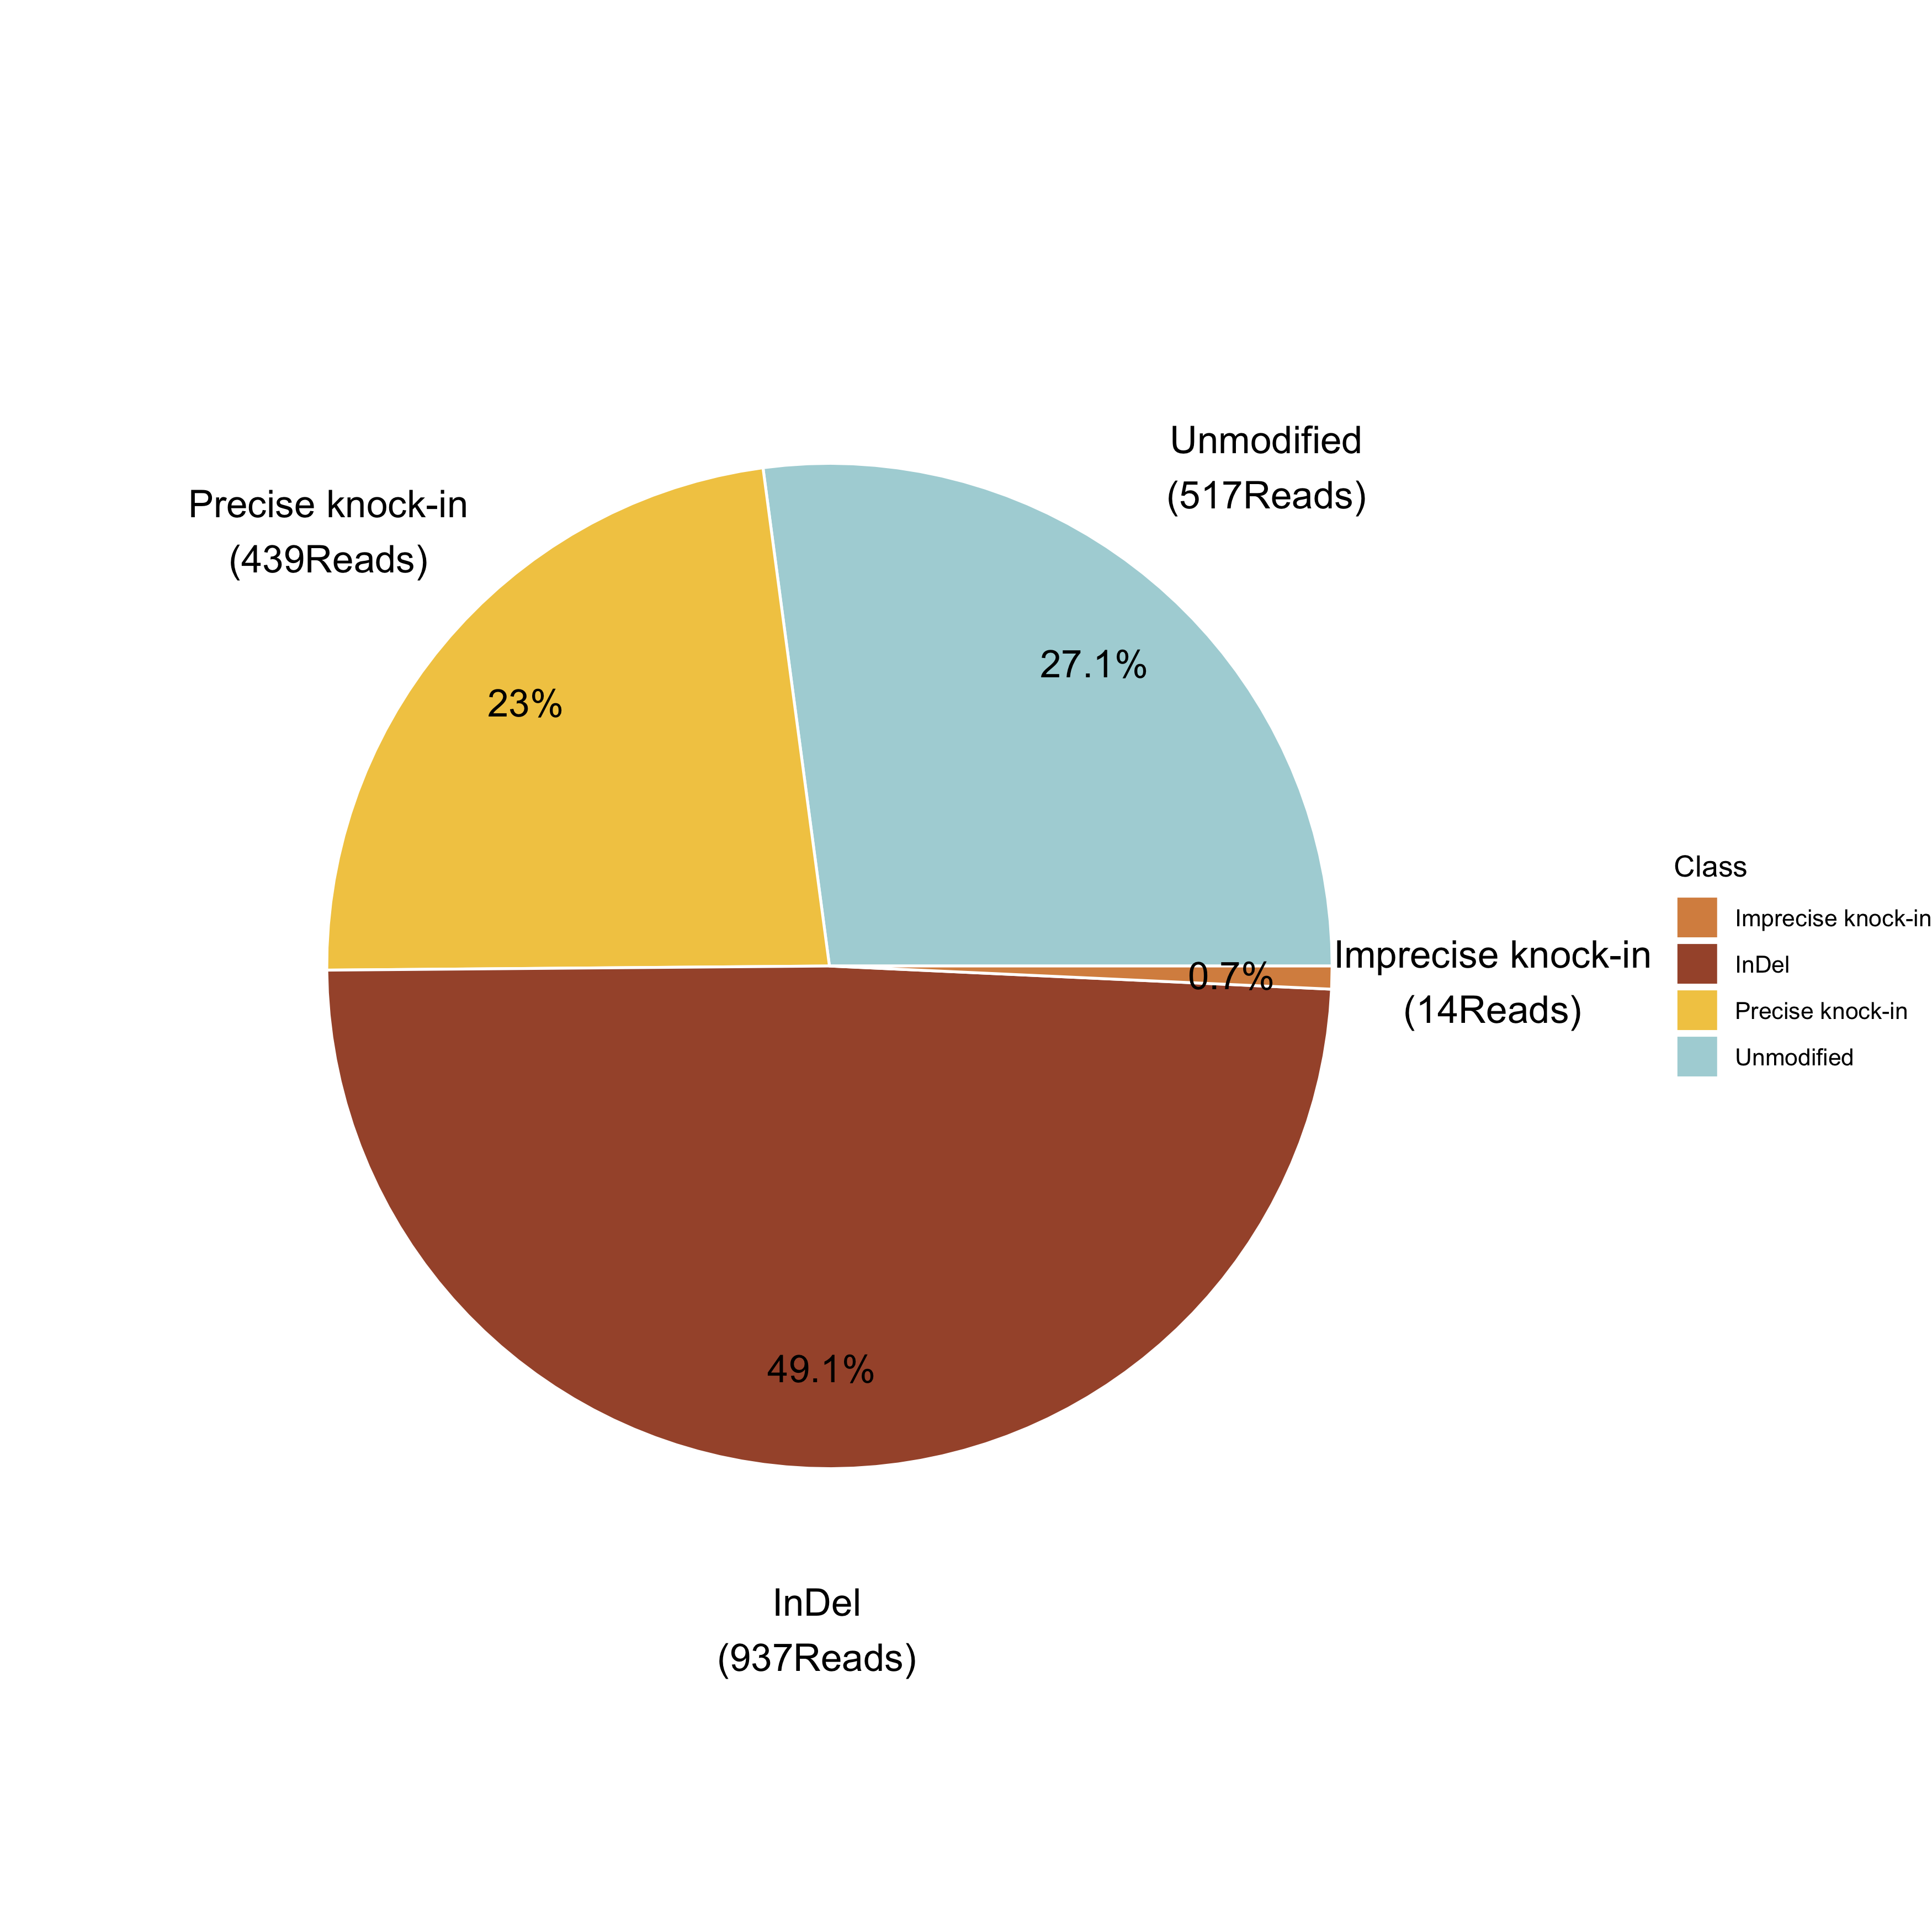 Unmodified
(517Reads)
Precise knock-in
(439Reads)
27.1%
23%
Imprecise knock-in
(14Reads)
0.7%
49.1%
InDel
(937Reads)
Class
Imprecise knock-in
InDel
Precise knock-in
Unmodified